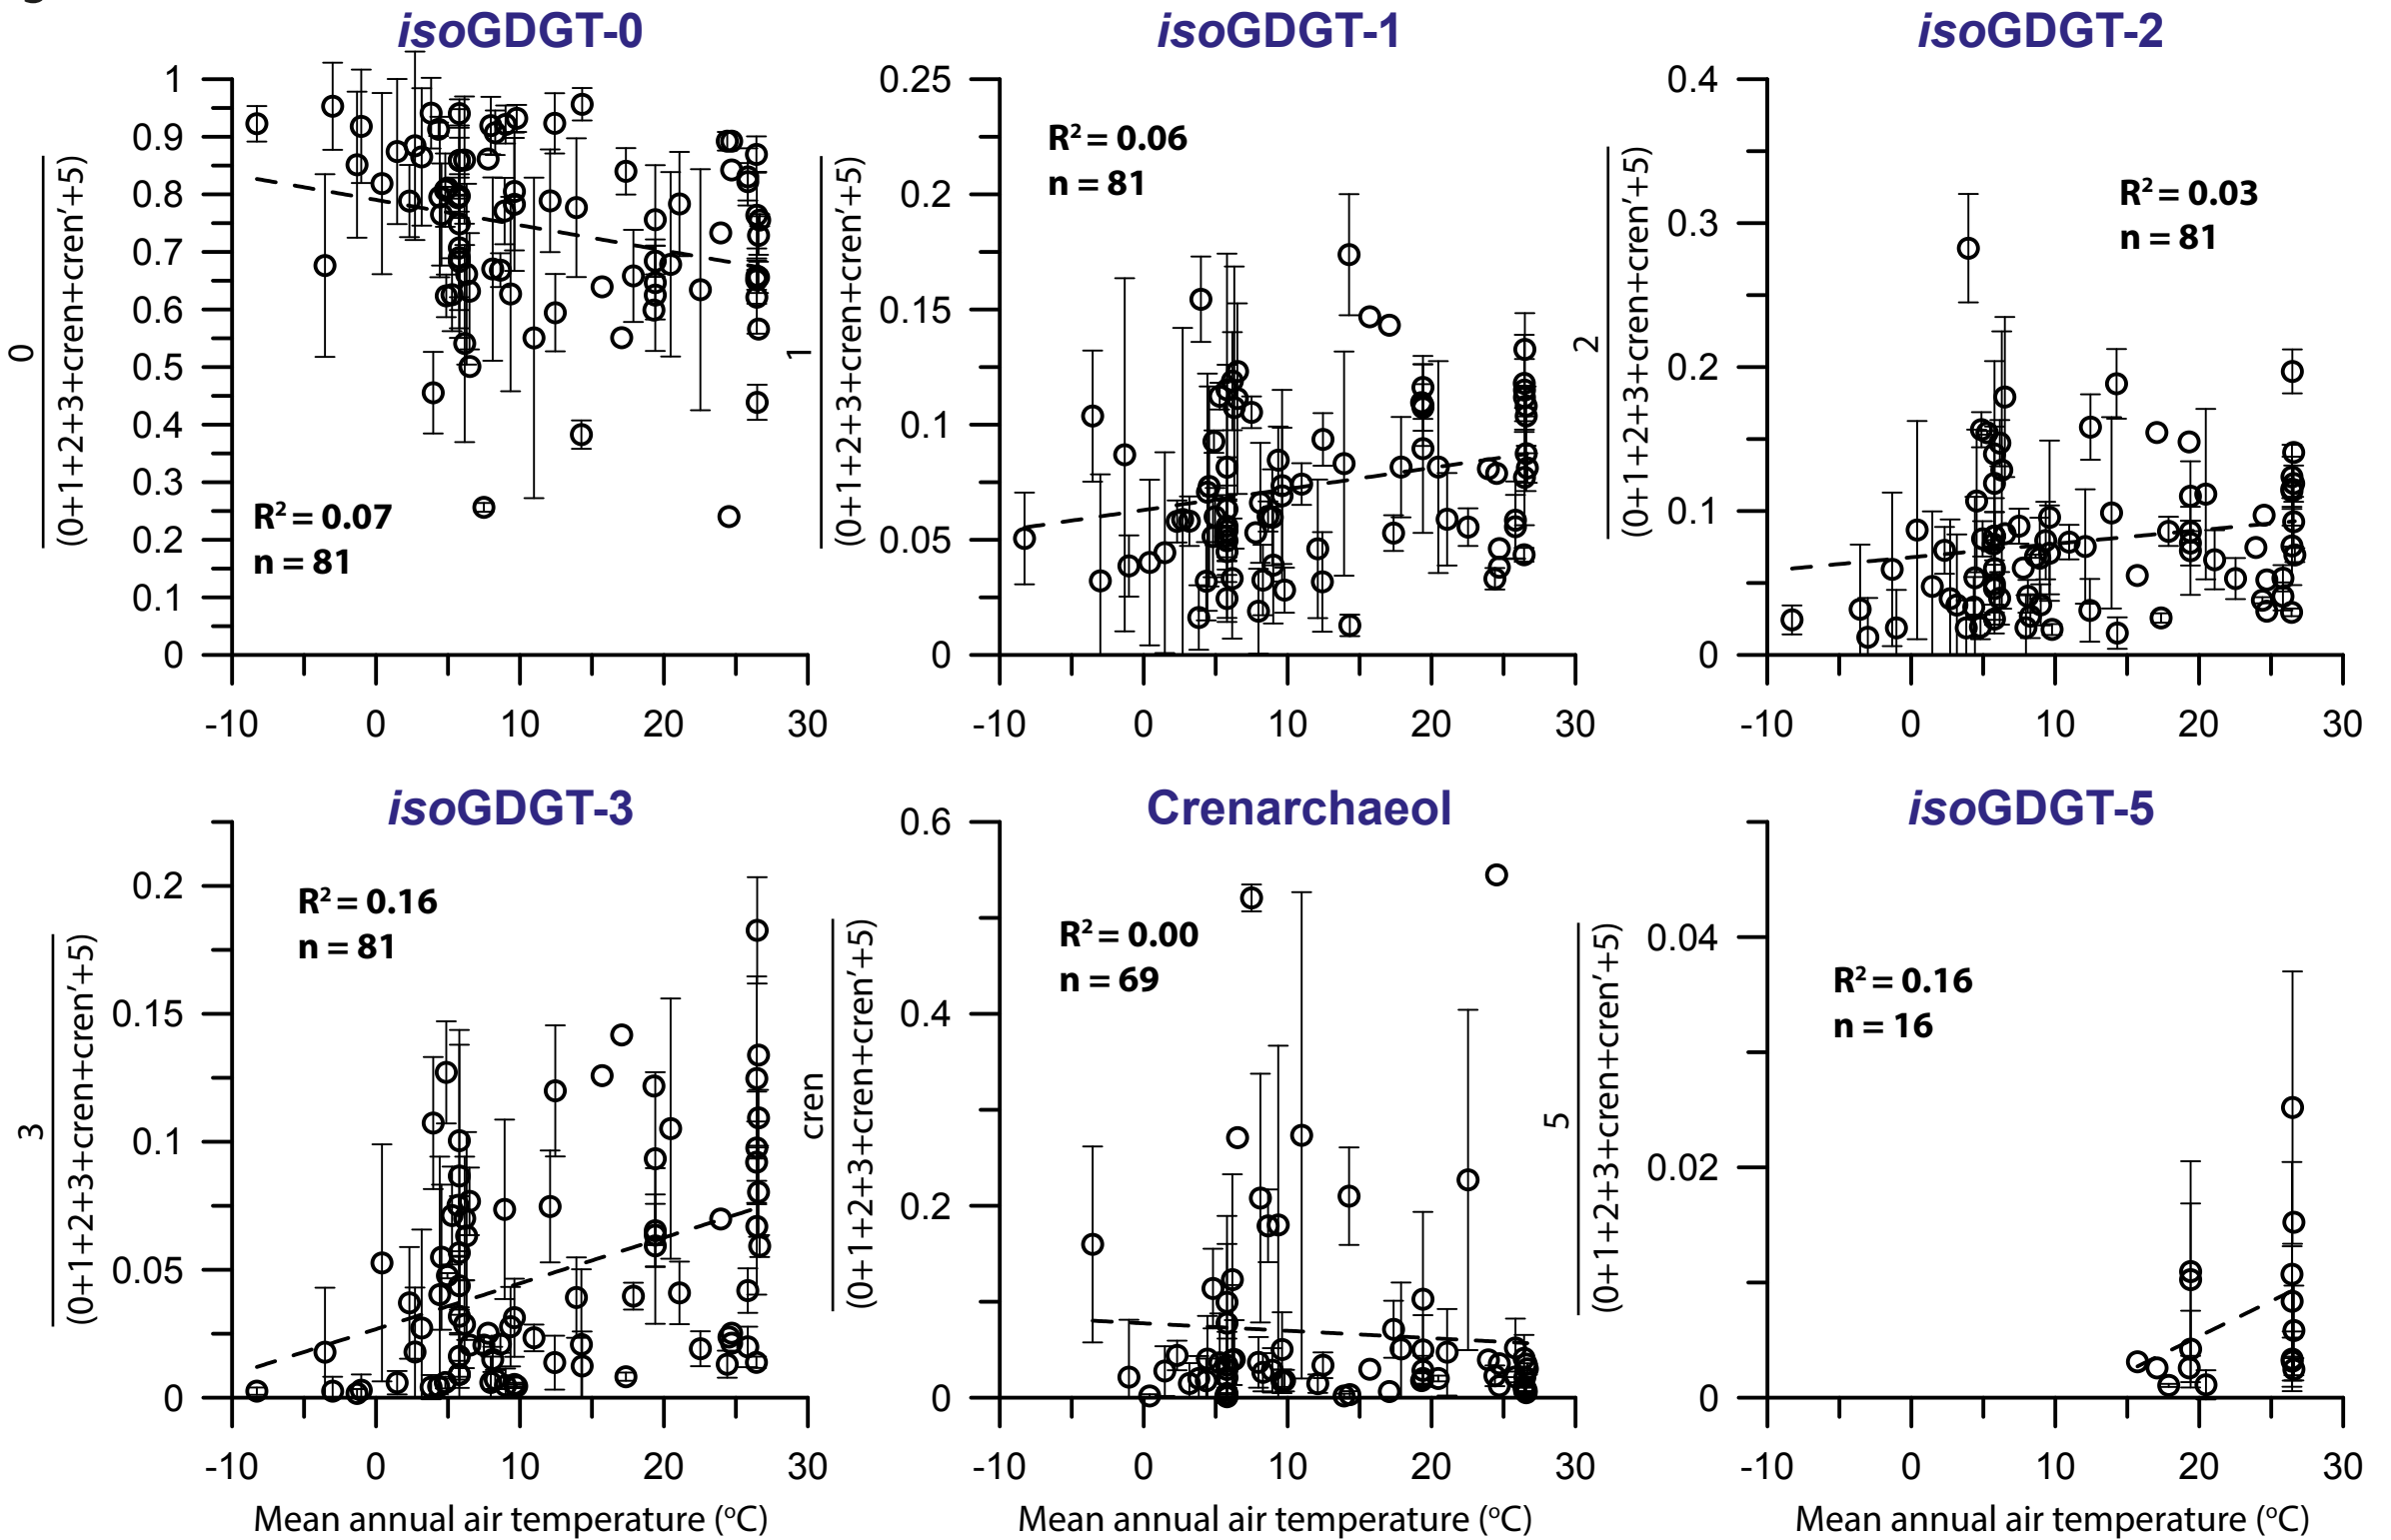 isoGDGT-0
0
(0+1+2+3+cren+cren'+5)
1
0.9
0.8
0.7
0.6
0.5
0.4
0.3
0.2
0.1
0
R² = 0.07
n = 81
-10 0 10 20 30
isoGDGT-1
1
(0+1+2+3+cren+cren'+5)
0.25
0.2
0.15
0.1
0.05
0
R² = 0.06
n = 81
-10 0 10 20 30
isoGDGT-2
2
(0+1+2+3+cren+cren'+5)
0.4
0.3
0.2
0.1
0
R² = 0.03
n = 81
-10 0 10 20 30
isoGDGT-3
3
(0+1+2+3+cren+cren'+5)
0.2
0.15
0.1
0.05
0
R² = 0.16
n = 81
-10 0 10 20 30
Mean annual air temperature (°C)
Crenarchaeol
cren
(0+1+2+3+cren+cren'+5)
0.6
0.4
0.2
0
R² = 0.00
n = 69
-10 0 10 20 30
Mean annual air temperature (°C)
isoGDGT-5
5
(0+1+2+3+cren+cren'+5)
0.04
0.02
0
R² = 0.16
n = 16
-10 0 10 20 30
Mean annual air temperature (°C)